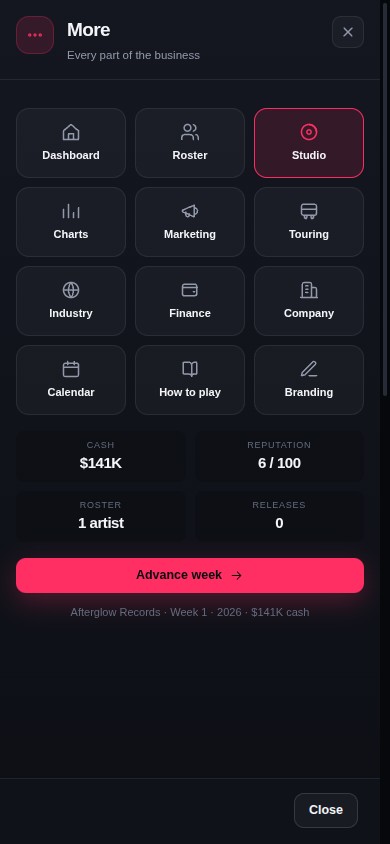 More
Every part of the business
Dashboard
Roster
Studio
Charts
Marketing
Touring
Industry
Finance
Company
Calendar
How to play
Branding
CASH
$141K
REPUTATION
6 / 100
ROSTER
1 artist
RELEASES
0
Advance week →
Afterglow Records · Week 1 · 2026 · $141K cash
Close